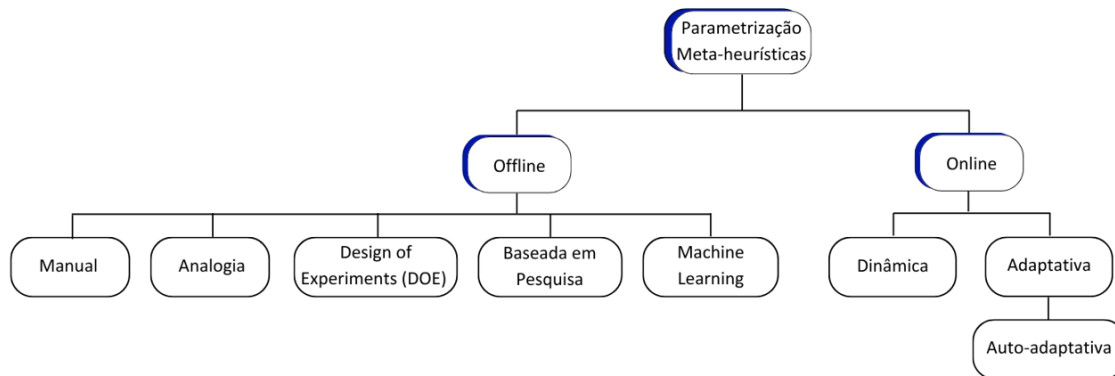 Parametrização
Meta-heurísticas
Offline
Online
Manual
Analogia
Design of
Experiments (DOE)
Baseada em
Pesquisa
Machine
Learning
Dinâmica
Adaptativa
Auto-adaptativa